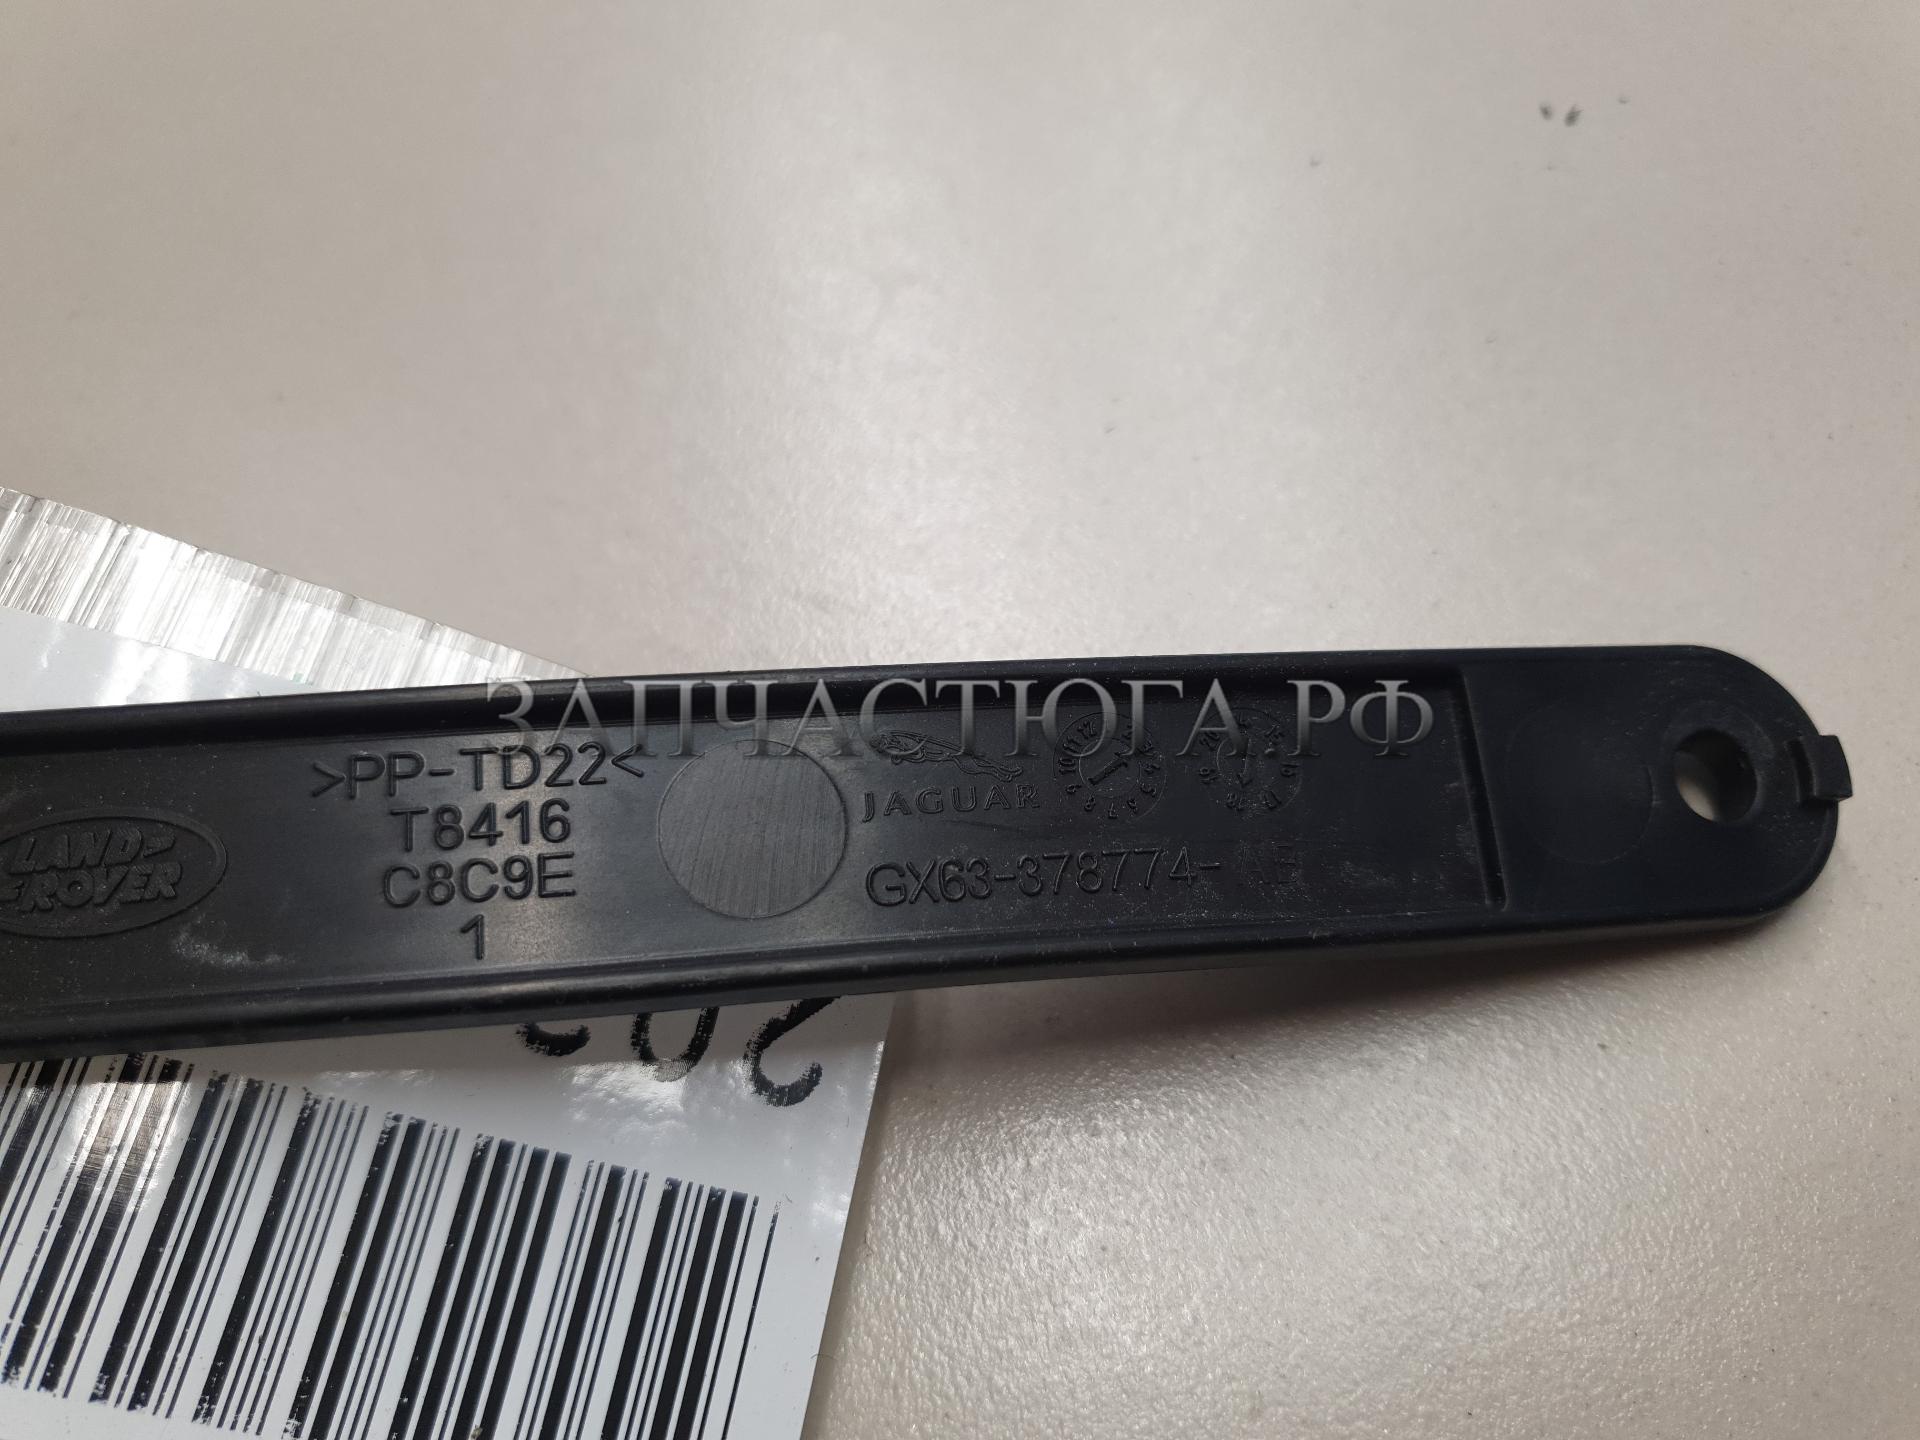 ЗАПЧАСТЮГА.РФ
>PP-TD22<
T8416
C8C9E
1
LAND-
ROVER
JAGUAR
GX63-378774-